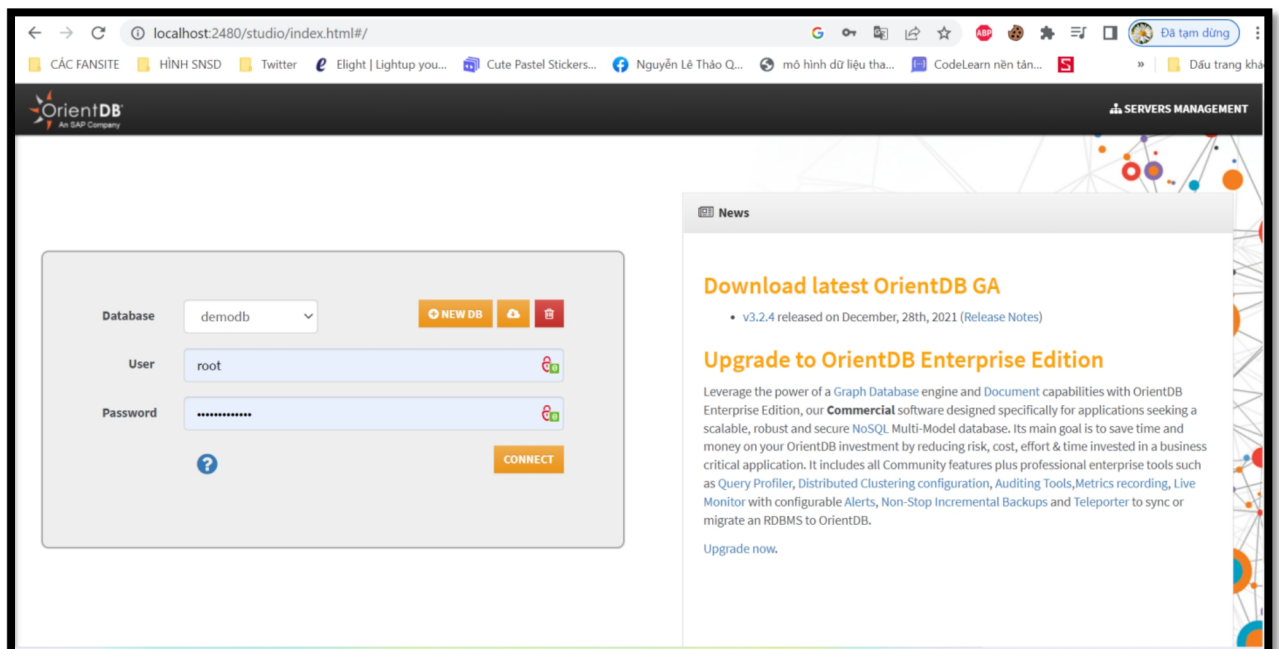 localhost:2480/studio/index.html#/
Đã tạm dừng
CÁC FANSITE
HÌNH SNSD
Twitter
Elight | Lightup you...
Cute Pastel Stickers...
Nguyễn Lê Thảo Q...
mô hình dữ liệu tha...
CodeLearn nền tản...
»
Dấu trang khá
OrientDB
An SAP Company
SERVERS MANAGEMENT
Database
demodb
NEW DB
User
root
Password
•••••••••••••
CONNECT
News
Download latest OrientDB GA
• v3.2.4 released on December, 28th, 2021 (Release Notes)
Upgrade to OrientDB Enterprise Edition
Leverage the power of a Graph Database engine and Document capabilities with OrientDB
Enterprise Edition, our Commercial software designed specifically for applications seeking a
scalable, robust and secure NoSQL Multi-Model database. Its main goal is to save time and
money on your OrientDB investment by reducing risk, cost, effort & time invested in a business
critical application. It includes all Community features plus professional enterprise tools such
as Query Profiler, Distributed Clustering configuration, Auditing Tools,Metrics recording, Live
Monitor with configurable Alerts, Non-Stop Incremental Backups and Teleporter to sync or
migrate an RDBMS to OrientDB.
Upgrade now.